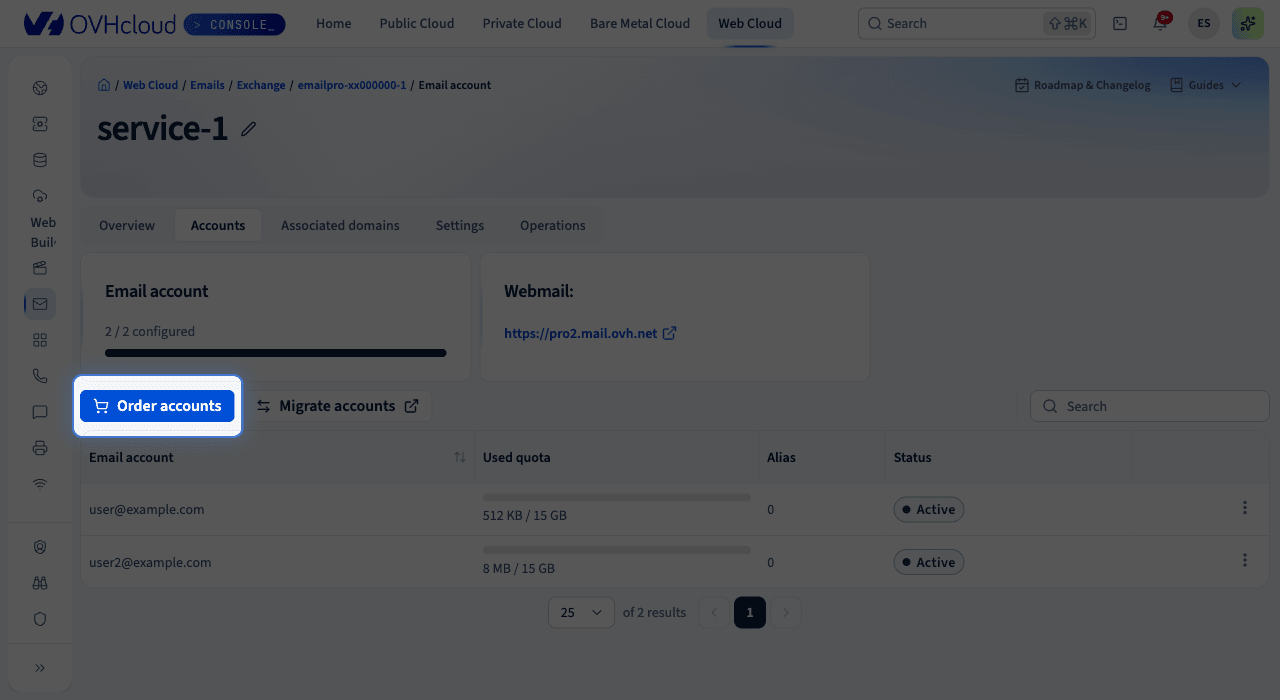 OVHcloud > CONSOLE_ Home Public Cloud Private Cloud Bare Metal Cloud Web Cloud Search ⇧⌘K 9+ ES
/ Web Cloud / Emails / Exchange / emailpro-xx000000-1 / Email account Roadmap & Changelog Guides
service-1
Web
Overview Accounts Associated domains Settings Operations
Email account Webmail:
2 / 2 configured https://pro2.mail.ovh.net
Order accounts Migrate accounts Search
Email account Used quota Alias Status
user@example.com 512 KB / 15 GB 0 Active
user2@example.com 8 MB / 15 GB 0 Active
25 of 2 results 1